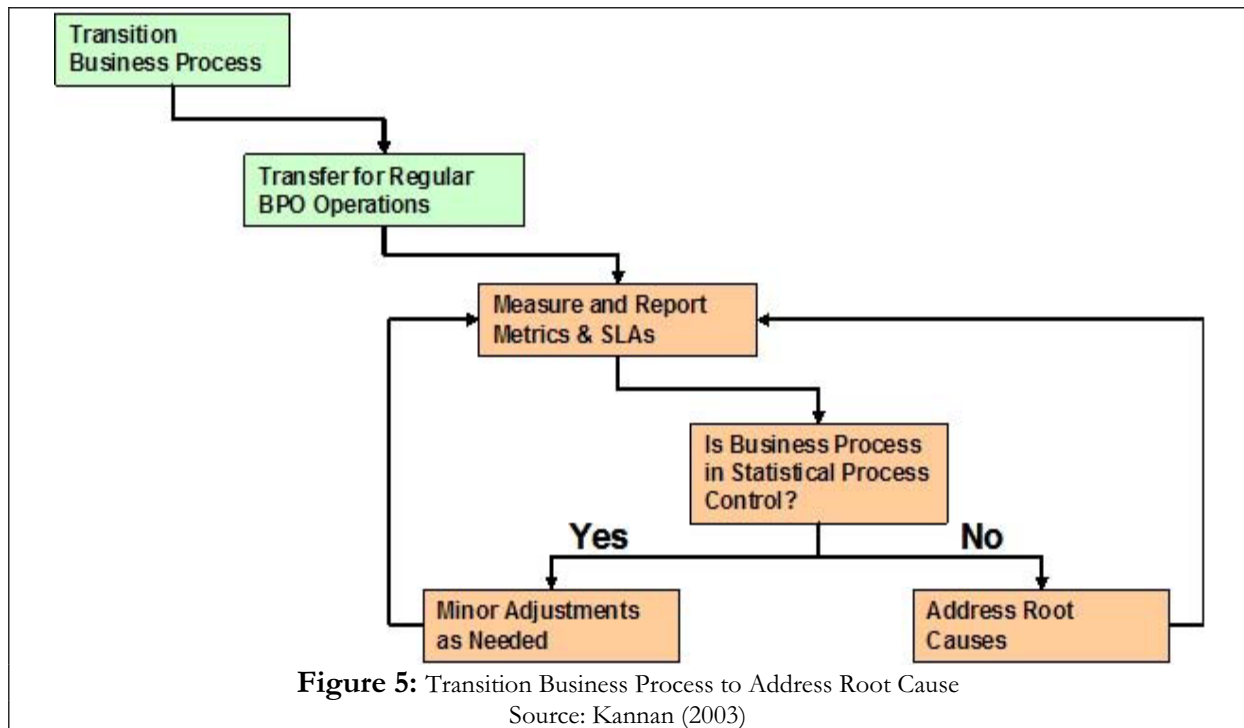 Transition
Business Process
Transfer for Regular
BPO Operations
Measure and Report
Metrics & SLAs
Is Business Process
in Statistical Process
Control?
Yes
No
Minor Adjustments
as Needed
Address Root
Causes
Figure 5: Transition Business Process to Address Root Cause
Source: Kannan (2003)